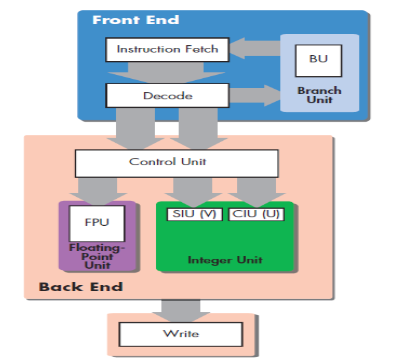 Front End
Instruction Fetch
BU
Branch
Unit
Decode
Control Unit
FPU
Floating-
Point
Unit
SIU (V)
CIU (U)
Integer Unit
Back End
Write